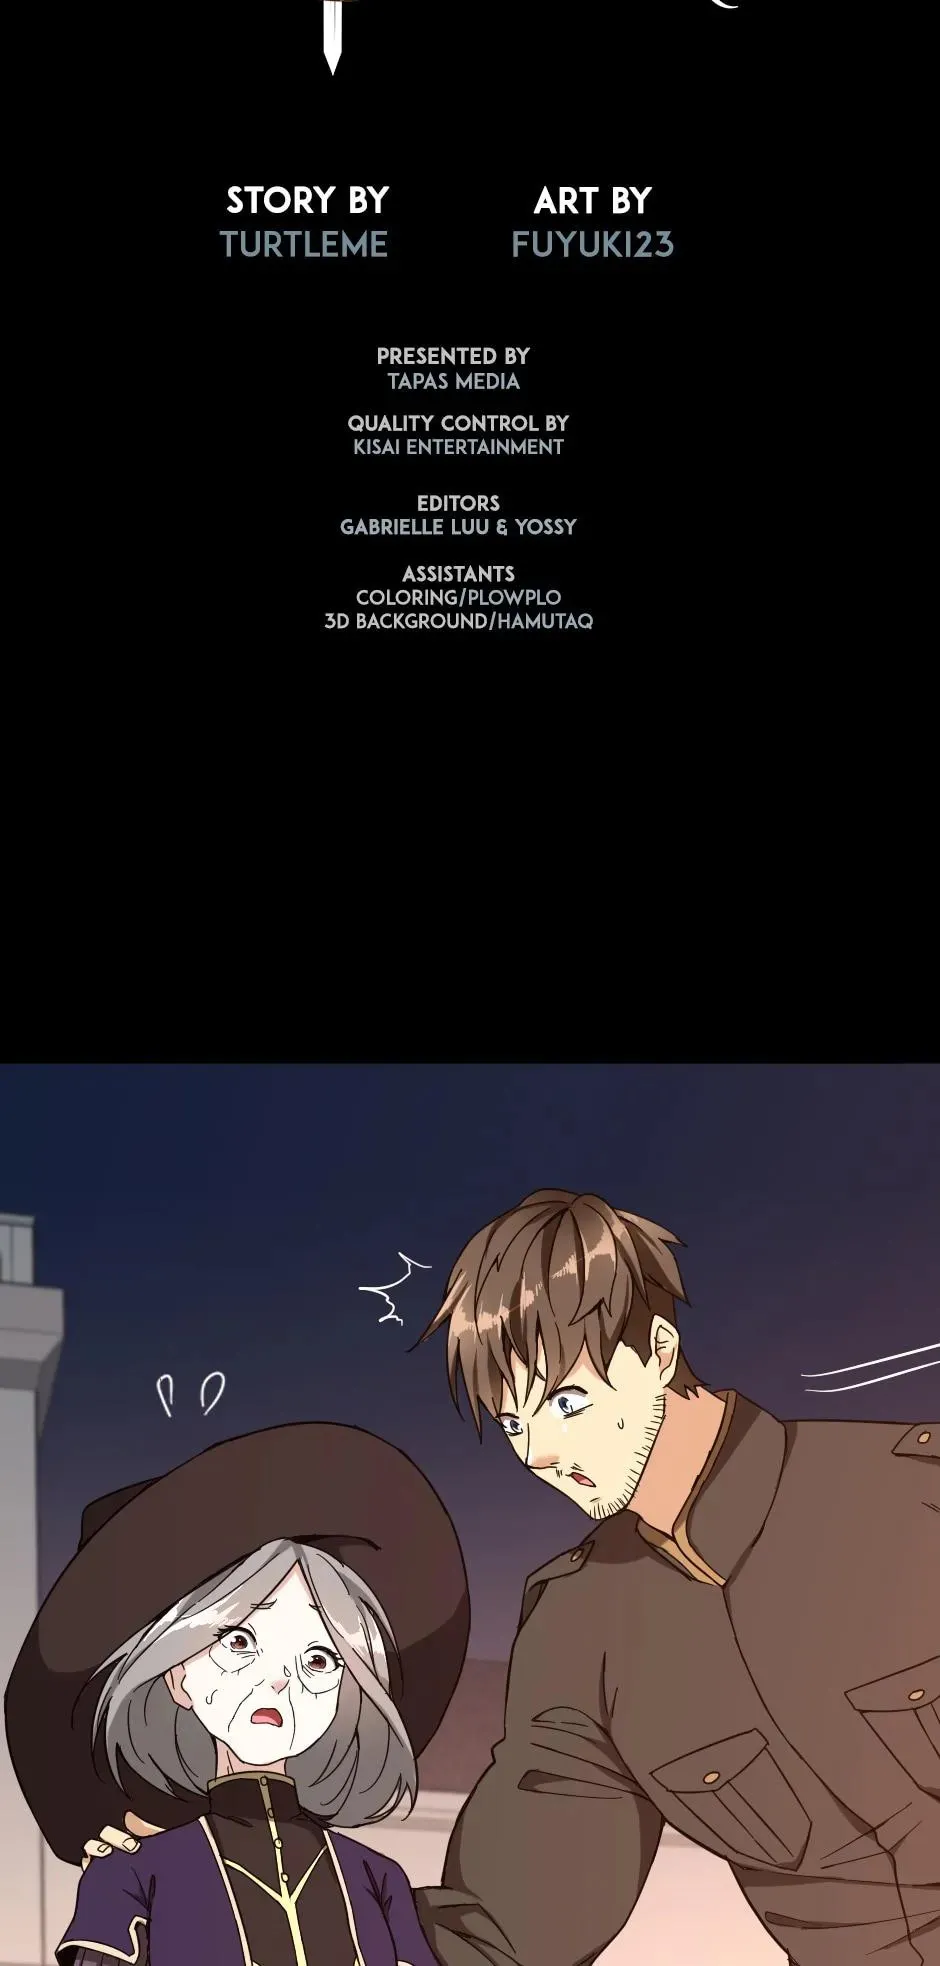 STORY BY
TURTLEME
ART BY
FUYUKI23
PRESENTED BY
TAPAS MEDIA
QUALITY CONTROL BY
KISAI ENTERTAINMENT
EDITORS
GABRIELLE LUU & YOSSY
ASSISTANTS
COLORING/PLOWPLO
3D BACKGROUND/HAMUTAQ